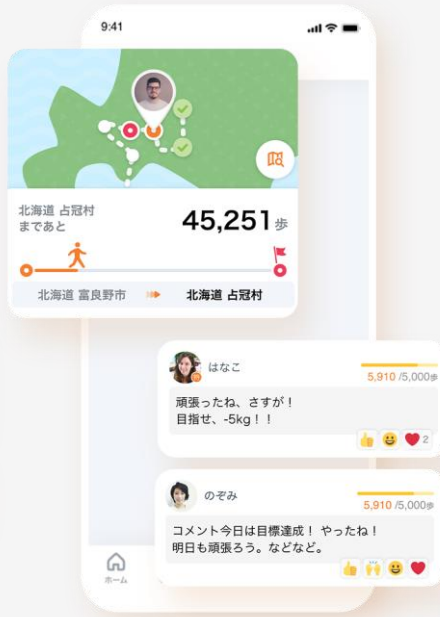 9:41
北海道 占冠村
まであと
45,251歩
北海道 富良野市
北海道 占冠村
はなこ
5,910 /5,000歩
頑張ったね、さすが！
目指せ、-5kg！！
2
のぞみ
5,910 /5,000歩
コメント今日は目標達成！ やったね！
明日も頑張ろう。などなど。
ホーム